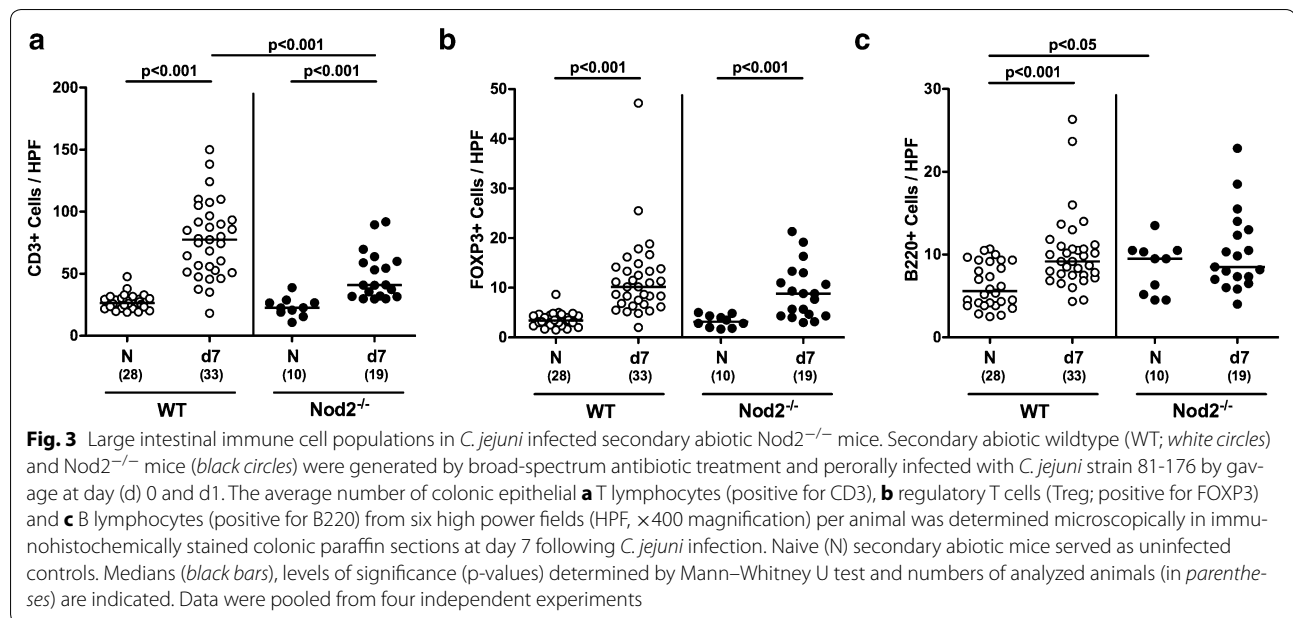 a
p<0.001
p<0.001
p<0.001
CD3+ Cells / HPF
200
150
100
50
0
N
d7
N
d7
(28)
(33)
(10)
(19)
WT
Nod2-/-
b
p<0.001
p<0.001
FOXP3+ Cells / HPF
50
40
30
20
10
0
N
d7
N
d7
(28)
(33)
(10)
(19)
WT
Nod2-/-
c
p<0.05
p<0.001
B220+ Cells / HPF
30
20
10
0
N
d7
N
d7
(28)
(33)
(10)
(19)
WT
Nod2-/-
Fig. 3 Large intestinal immune cell populations in C. jejuni infected secondary abiotic Nod2−/− mice. Secondary abiotic wildtype (WT; white circles)
and Nod2−/− mice (black circles) were generated by broad-spectrum antibiotic treatment and perorally infected with C. jejuni strain 81-176 by gav-
age at day (d) 0 and d1. The average number of colonic epithelial a T lymphocytes (positive for CD3), b regulatory T cells (Treg; positive for FOXP3)
and c B lymphocytes (positive for B220) from six high power fields (HPF, ×400 magnification) per animal was determined microscopically in immu-
nohistochemically stained colonic paraffin sections at day 7 following C. jejuni infection. Naive (N) secondary abiotic mice served as uninfected
controls. Medians (black bars), levels of significance (p-values) determined by Mann–Whitney U test and numbers of analyzed animals (in parenthe-
ses) are indicated. Data were pooled from four independent experiments